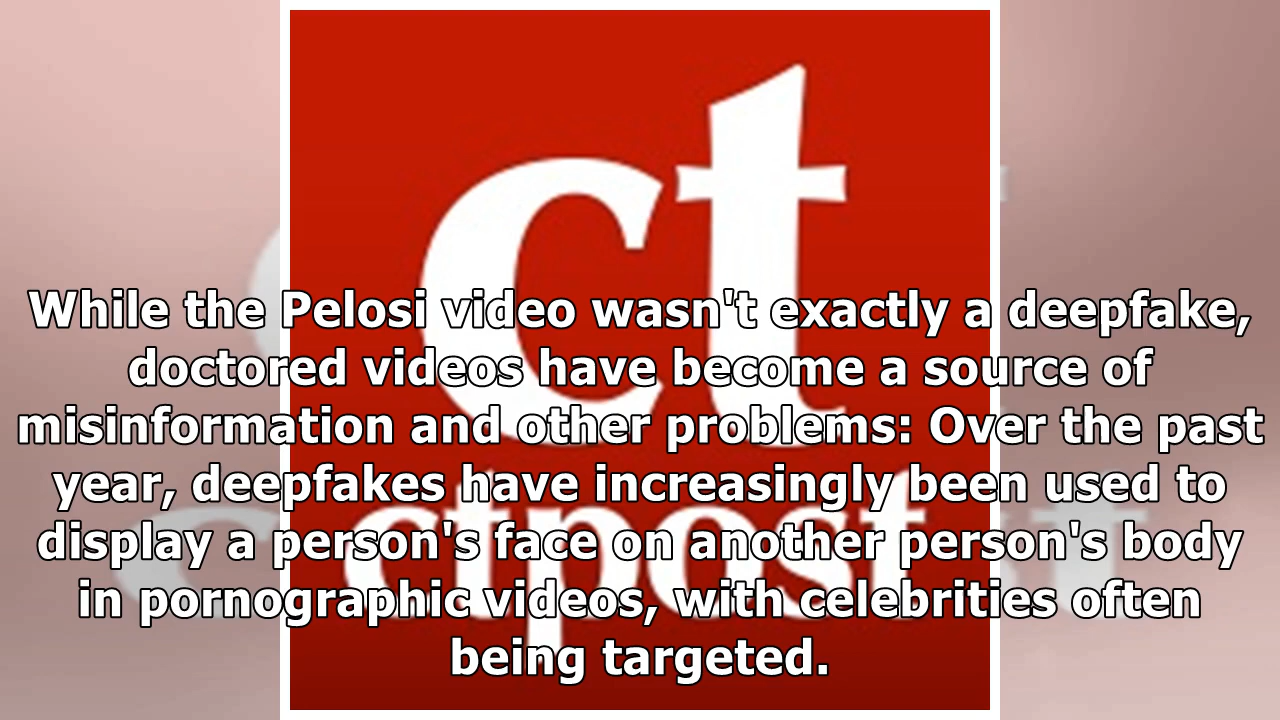 ct
While the Pelosi video wasn't exactly a deepfake,
doctored videos have become a source of
misinformation and other problems: Over the past
year, deepfakes have increasingly been used to
ctpost
display a person's face on another person's body
in pornographic videos, with celebrities often
being targeted.